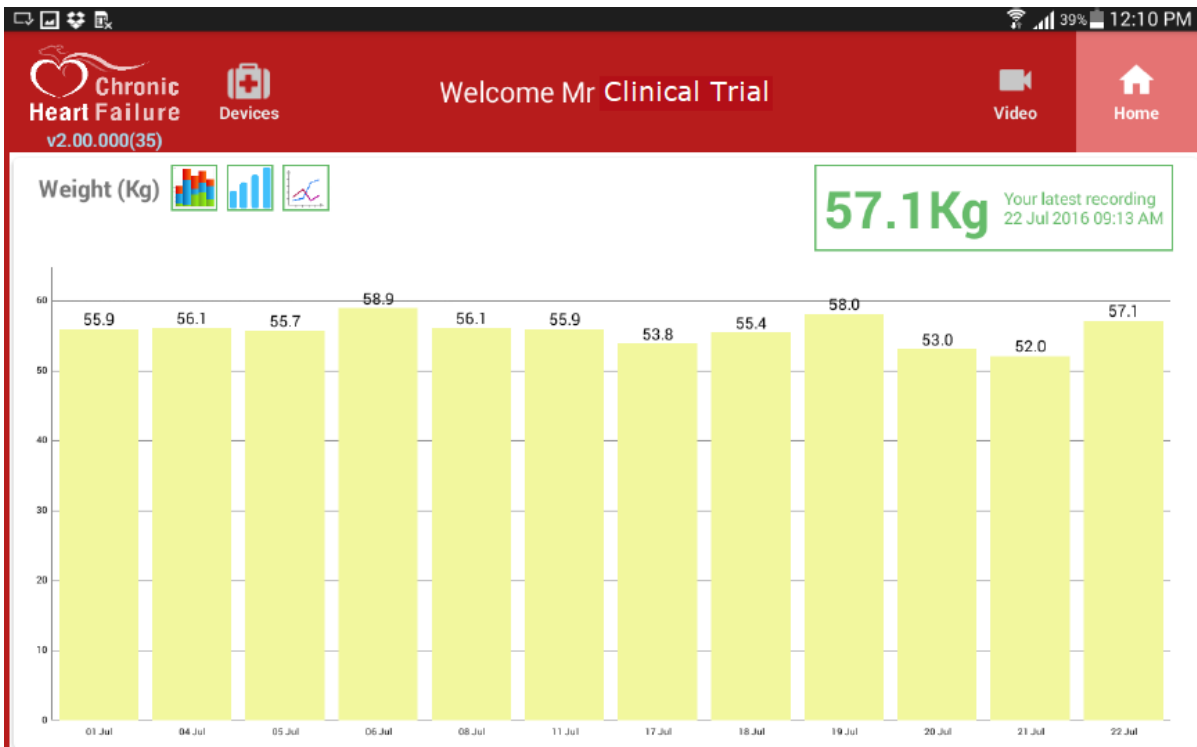 39% 12:10 PM
Chronic
Heart Failure
v2.00.000(35)
Devices
Welcome Mr Clinical Trial
Video
Home
Weight (Kg)
57.1Kg
Your latest recording
22 Jul 2016 09:13 AM
60
50
40
30
20
10
0
55.9
56.1
55.7
58.9
56.1
55.9
53.8
55.4
58.0
53.0
52.0
57.1
01 Jul
04 Jul
05 Jul
06 Jul
08 Jul
11 Jul
17 Jul
18 Jul
19 Jul
20 Jul
21 Jul
22 Jul